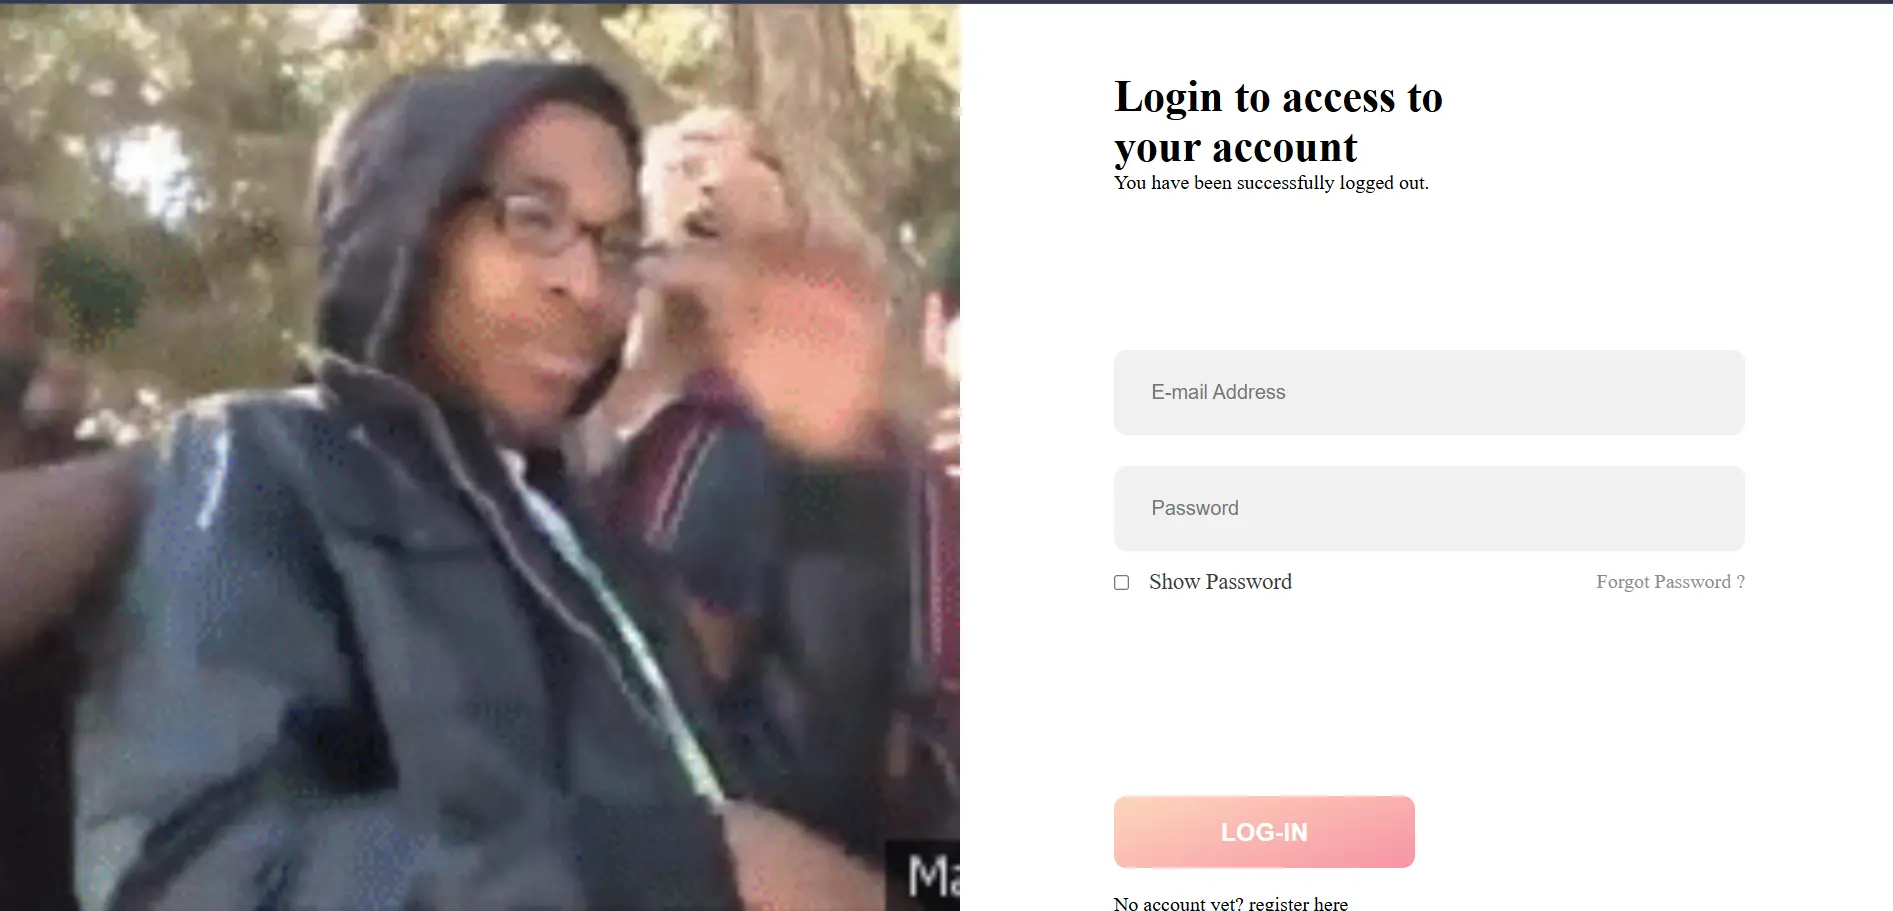 Login to access to
your account
You have been successfully logged out.
E-mail Address
Password
Show Password
Forgot Password ?
LOG-IN
No account yet? register here